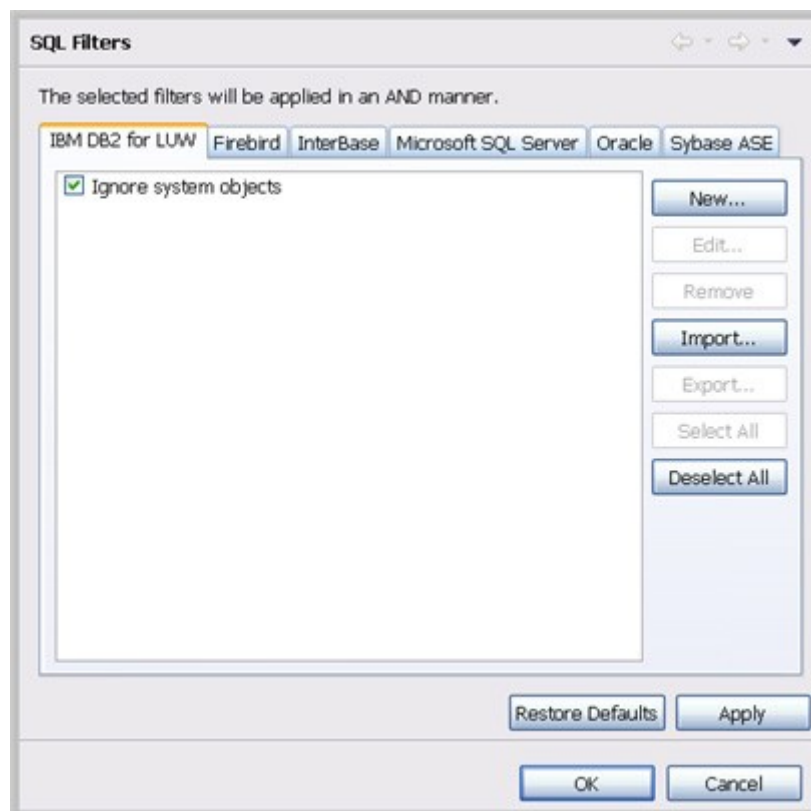 SQL Filters
The selected filters will be applied in an AND manner.
IBM DB2 for LUW Firebird InterBase Microsoft SQL Server Oracle Sybase ASE
Ignore system objects
New...
Edit...
Remove
Import...
Export...
Select All
Deselect All
Restore Defaults Apply
OK Cancel